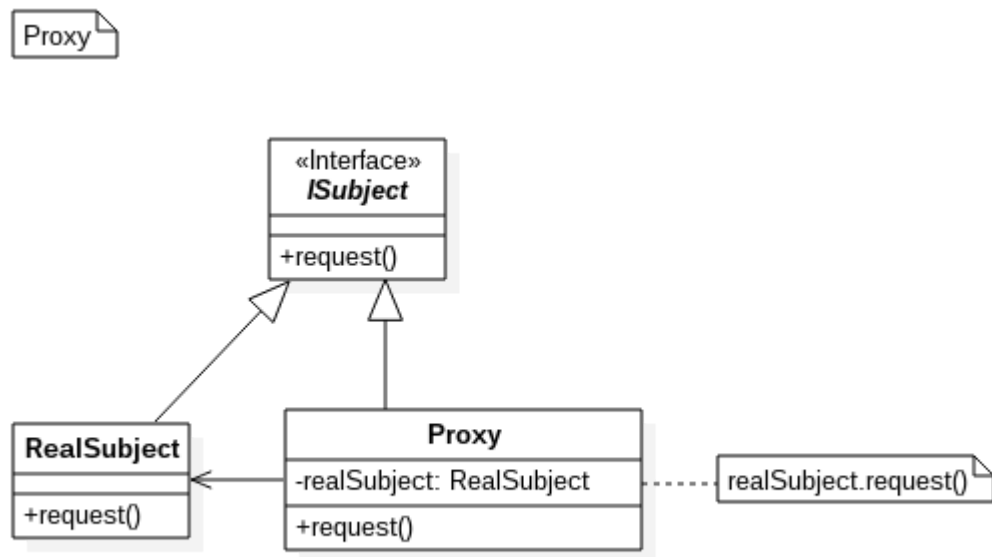 Proxy
«Interface»
ISubject
+request()
RealSubject
+request()
Proxy
-realSubject: RealSubject
+request()
realSubject.request()